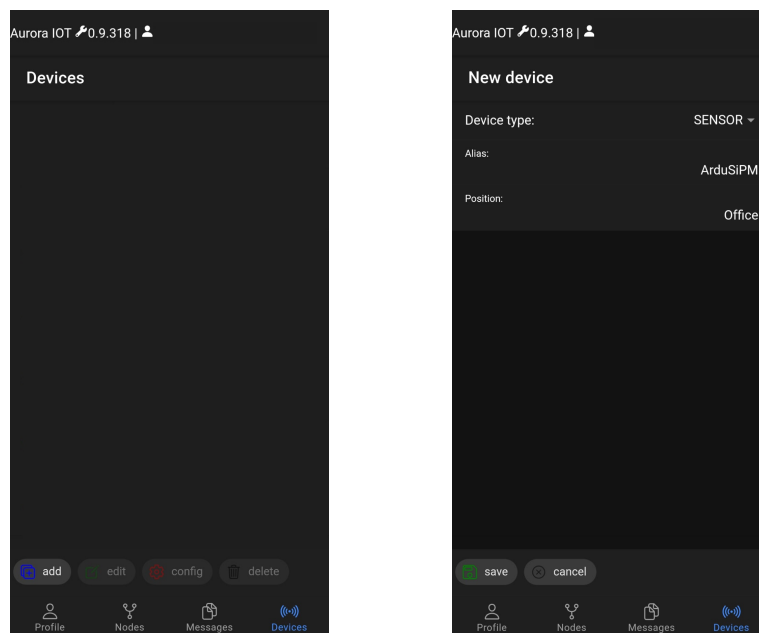 Aurora IOT 0.9.318 |
Devices
add edit config delete
Profile Nodes Messages Devices
Aurora IOT 0.9.318 |
New device
Device type: SENSOR
Alias:
ArduSiPM
Position:
Office
save cancel
Profile Nodes Messages Devices